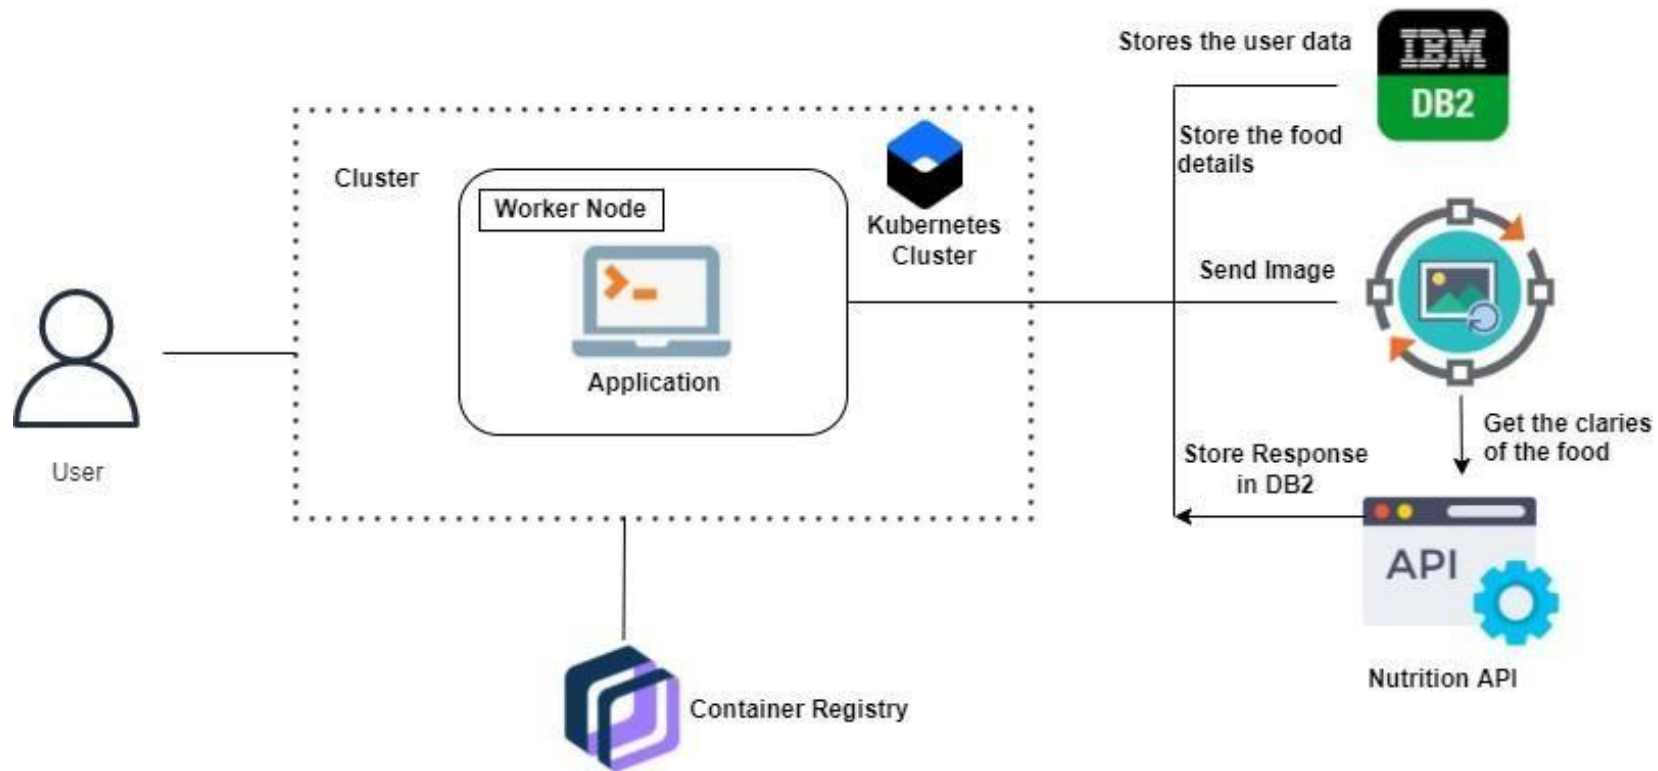 Stores the user data
IBM
DB2
Store the food
details
Cluster
Worker Node
Kubernetes
Cluster
Send Image
Application
User
Get the claries
of the food
Store Response
in DB2
API
Nutrition API
Container Registry